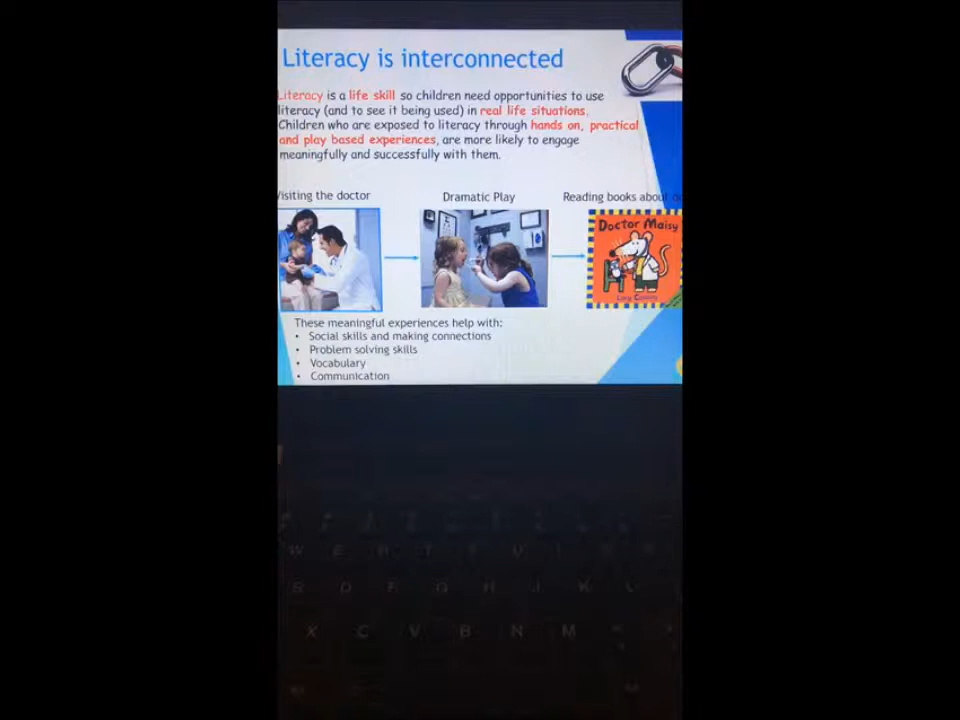 Literacy is interconnected
Literacy is a life skill so children need opportunities to use
literacy (and to see it being used) in real life situations.
Children who are exposed to literacy through hands on, practical
and play based experiences, are more likely to engage
meaningfully and successfully with them.
Visiting the doctor
Dramatic Play
Reading books about
Doctor Maisy
Lucy Cousins
These meaningful experiences help with:
• Social skills and making connections
• Problem solving skills
• Vocabulary
• Communication
W E R T U
S D F G H J K L
X C V B N M